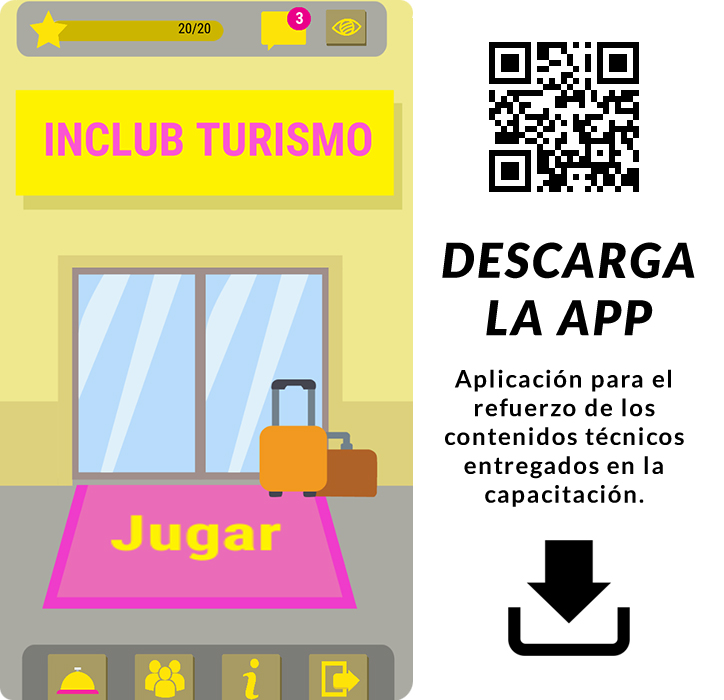 20/20
3
INCLUB TURISMO
Jugar
DESCARGA
LA APP
Aplicación para el
refuerzo de los
contenidos técnicos
entregados en la
capacitación.